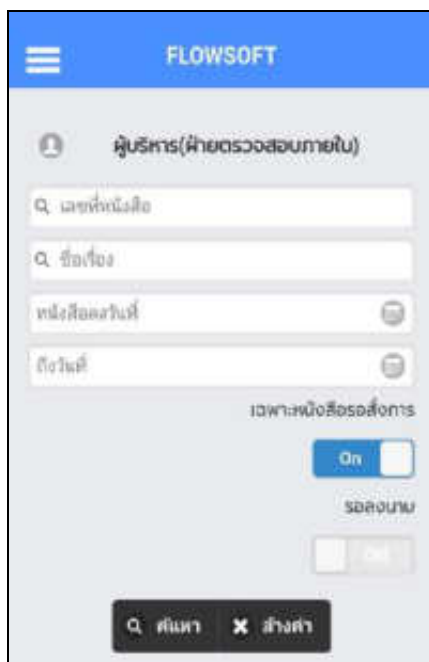 FLOWSOFT
ผู้บริหาร(ฝ่ายตรวจสอบภายใน)
เลขที่หนังสือ
ชื่อเรื่อง
หนังสือลงวันที่
ถึงวันที่
เฉพาะหนังสือรอสั่งการ
On
รอลงนาม
Off
ค้นหา ล้างค่า